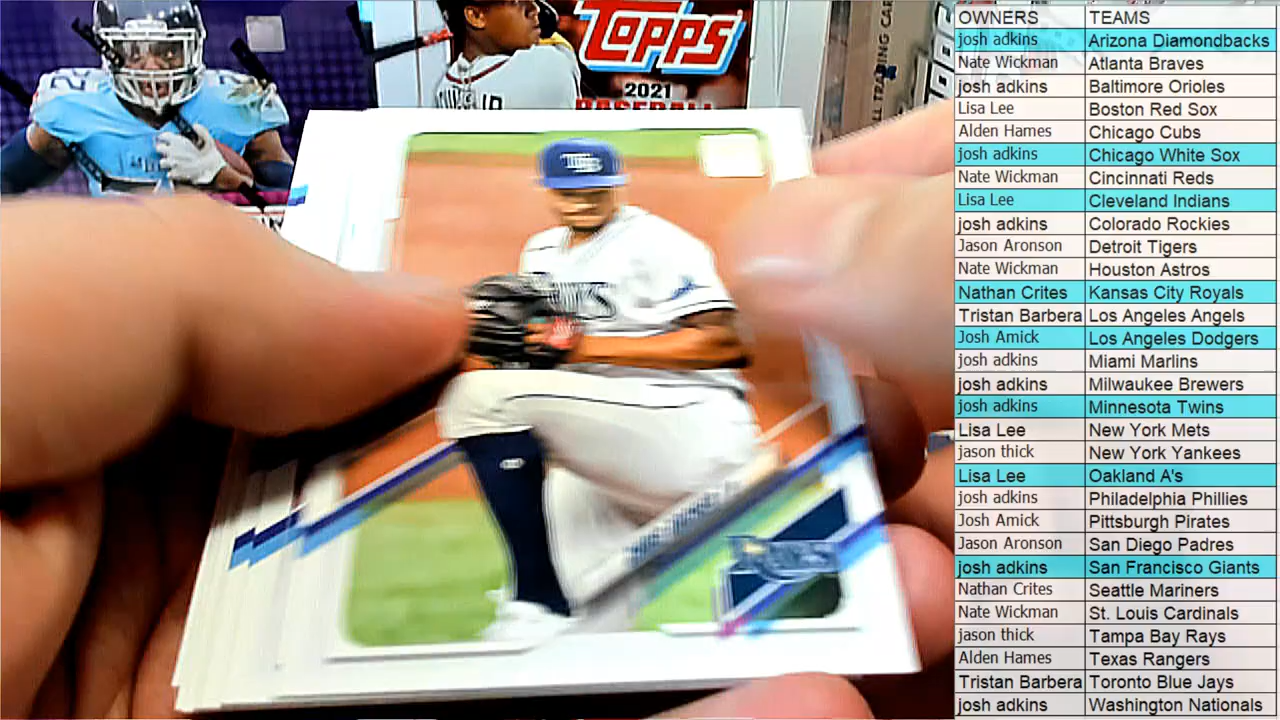 TOPPS
2021
BASEBALL
OWNERS TEAMS
josh adkins Arizona Diamondbacks
Nate Wickman Atlanta Braves
josh adkins Baltimore Orioles
Lisa Lee Boston Red Sox
Alden Hames Chicago Cubs
josh adkins Chicago White Sox
Nate Wickman Cincinnati Reds
Lisa Lee Cleveland Indians
josh adkins Colorado Rockies
Jason Aronson Detroit Tigers
Nate Wickman Houston Astros
Nathan Crites Kansas City Royals
Tristan Barbera Los Angeles Angels
Josh Amick Los Angeles Dodgers
josh adkins Miami Marlins
josh adkins Milwaukee Brewers
josh adkins Minnesota Twins
Lisa Lee New York Mets
jason thick New York Yankees
Lisa Lee Oakland A's
josh adkins Philadelphia Phillies
Josh Amick Pittsburgh Pirates
Jason Aronson San Diego Padres
josh adkins San Francisco Giants
Nathan Crites Seattle Mariners
Nate Wickman St. Louis Cardinals
jason thick Tampa Bay Rays
Alden Hames Texas Rangers
Tristan Barbera Toronto Blue Jays
josh adkins Washington Nationals